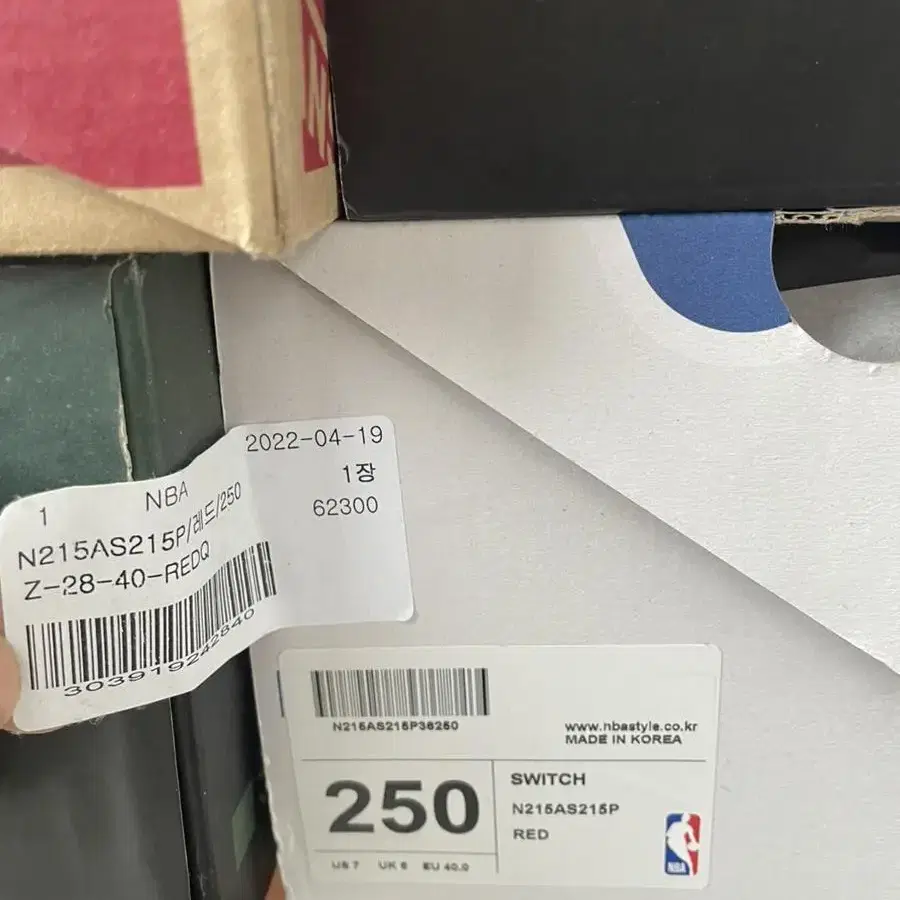 2022-04-19
1장
62300
1 NBA
N215AS215P/레드/250
Z-28-40-REDQ
303919242840
N215AS215P36250
www.nbastyle.co.kr
MADE IN KOREA
250
SWITCH
N215AS215P
RED
US 7 UK 6 EU 40.0
NBA